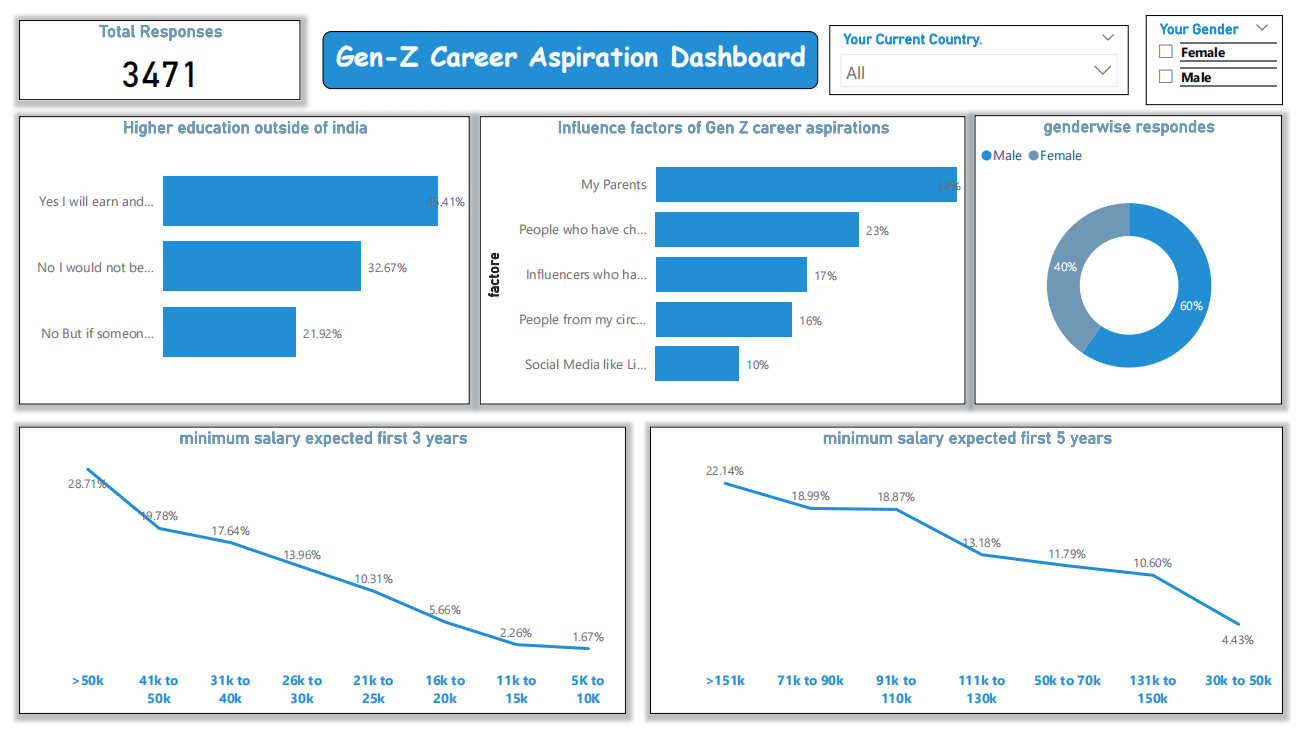 Total Responses
3471
Gen-Z Career Aspiration Dashboard
Your Current Country.
All
Your Gender
Female
Male
Higher education outside of india
Yes I will earn and...
45.41%
No I would not be...
32.67%
No But if someon...
21.92%
Influence factors of Gen Z career aspirations
factore
My Parents
34%
People who have ch...
23%
Influencers who ha...
17%
People from my circ...
16%
Social Media like Li...
10%
genderwise respondes
Male Female
40%
60%
minimum salary expected first 3 years
28.71%
19.78%
17.64%
13.96%
10.31%
5.66%
2.26%
1.67%
>50k
41k to
50k
31k to
40k
26k to
30k
21k to
25k
16k to
20k
11k to
15k
5K to
10K
minimum salary expected first 5 years
22.14%
18.99%
18.87%
13.18%
11.79%
10.60%
4.43%
>151k
71k to 90k
91k to
110k
111k to
130k
50k to 70k
131k to
150k
30k to 50k